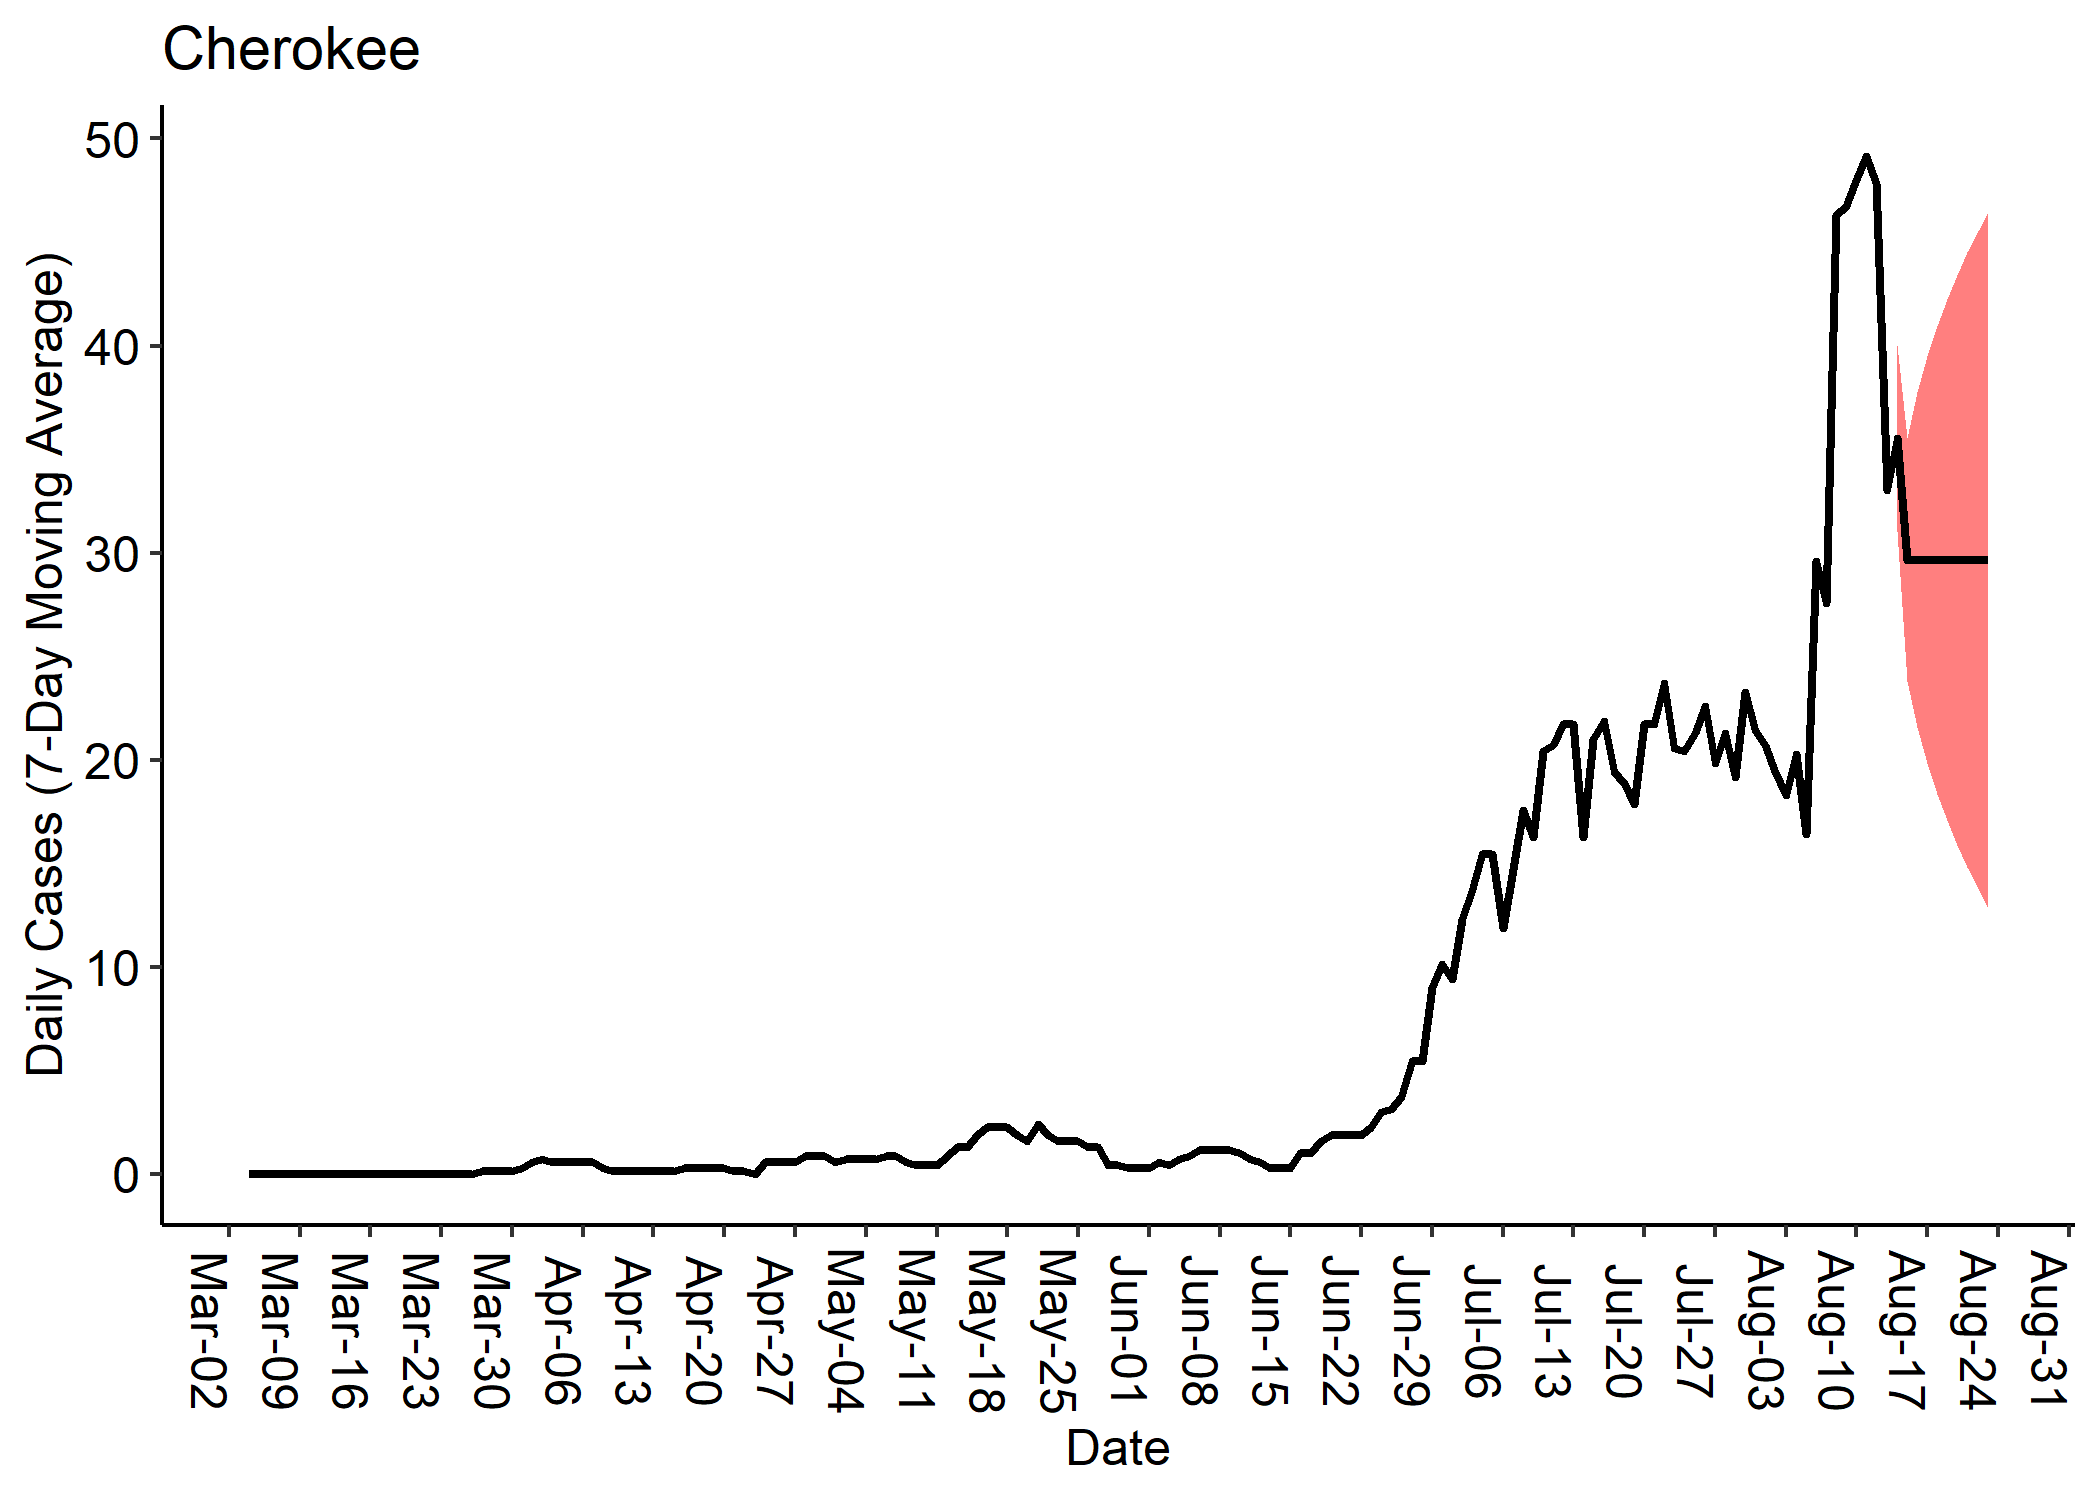 Cherokee
Daily Cases (7-Day Moving Average)
50
40
30
20
10
0
Mar-02
Mar-09
Mar-16
Mar-23
Mar-30
Apr-06
Apr-13
Apr-20
Apr-27
May-04
May-11
May-18
May-25
Jun-01
Jun-08
Jun-15
Jun-22
Jun-29
Jul-06
Jul-13
Jul-20
Jul-27
Aug-03
Aug-10
Aug-17
Aug-24
Aug-31
Date